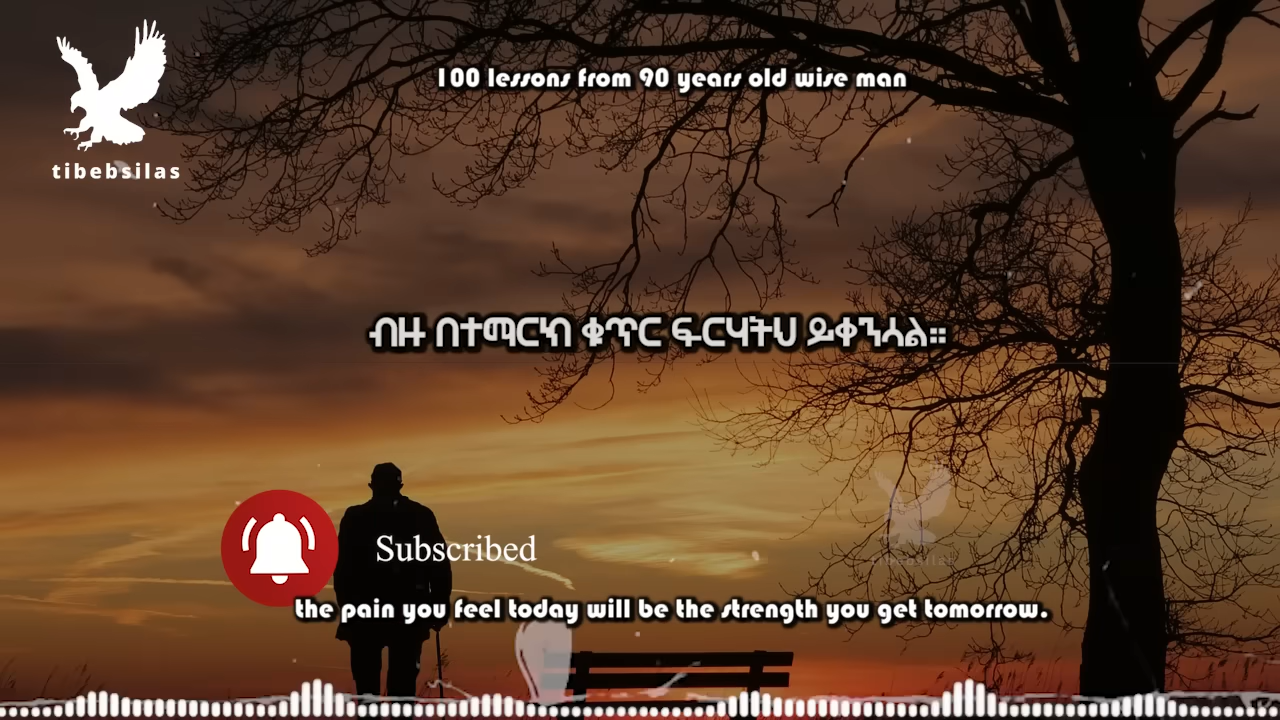 100 lessons from 90 years old wise man
tibebsilas
ብዙ በተማርክ ቁጥር ፍርሃትህ ይቀንሳል።
Subscribed
the pain you feel today will be the strength you get tomorrow.
tibebsilas